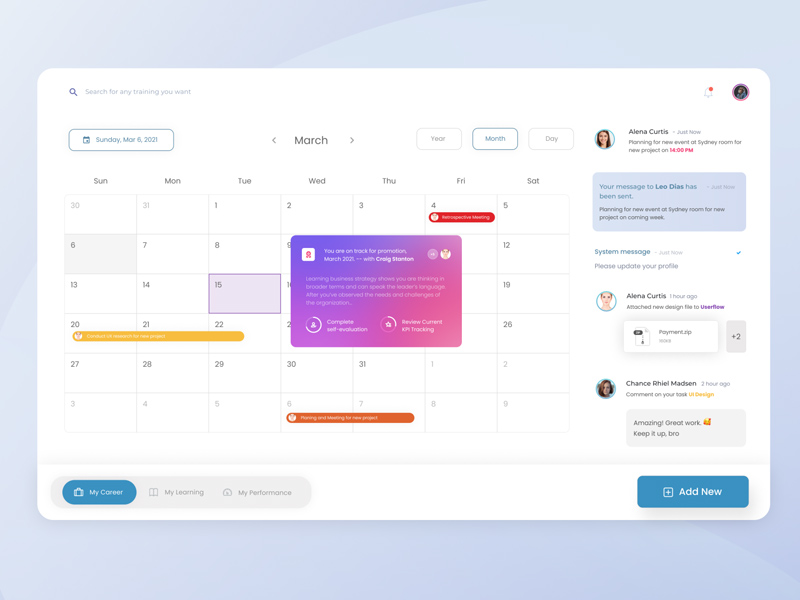 Search for any training you want
Sunday, Mar 6, 2021
March
Year
Month
Day
Sun
Mon
Tue
Wed
Thu
Fri
Sat
30
31
1
2
3
4
5
Retrospective Meeting
6
7
8
9
12
You are on track for promotion,
March 2021. -- with Craig Stanton
Learning business strategy shows you are thinking in
broader terms and can speak the leader's language.
After you've observed the needs and challenges of
the organization...
Complete
self-evaluation
Review Current
KPI Tracking
13
14
15
19
20
21
22
26
Conduct UX research for new project
27
28
29
30
31
1
2
3
4
5
6
7
8
9
Planing and Meeting for new project
Alena Curtis - Just Now
Planning for new event at Sydney room for
new project on 14:00 PM
Your message to Leo Dias has - Just Now
been sent.
Planning for new event at Sydney room for new
project on coming week.
System message - Just Now
Please update your profile
Alena Curtis 1 hour ago
Attached new design file to Userflow
Payment.zip
+2
Chance Rhiel Madsen 2 hour ago
Comment on your task UI Design
Amazing! Great work. 🥰
Keep it up, bro
My Career
My Learning
My Performance
Add New